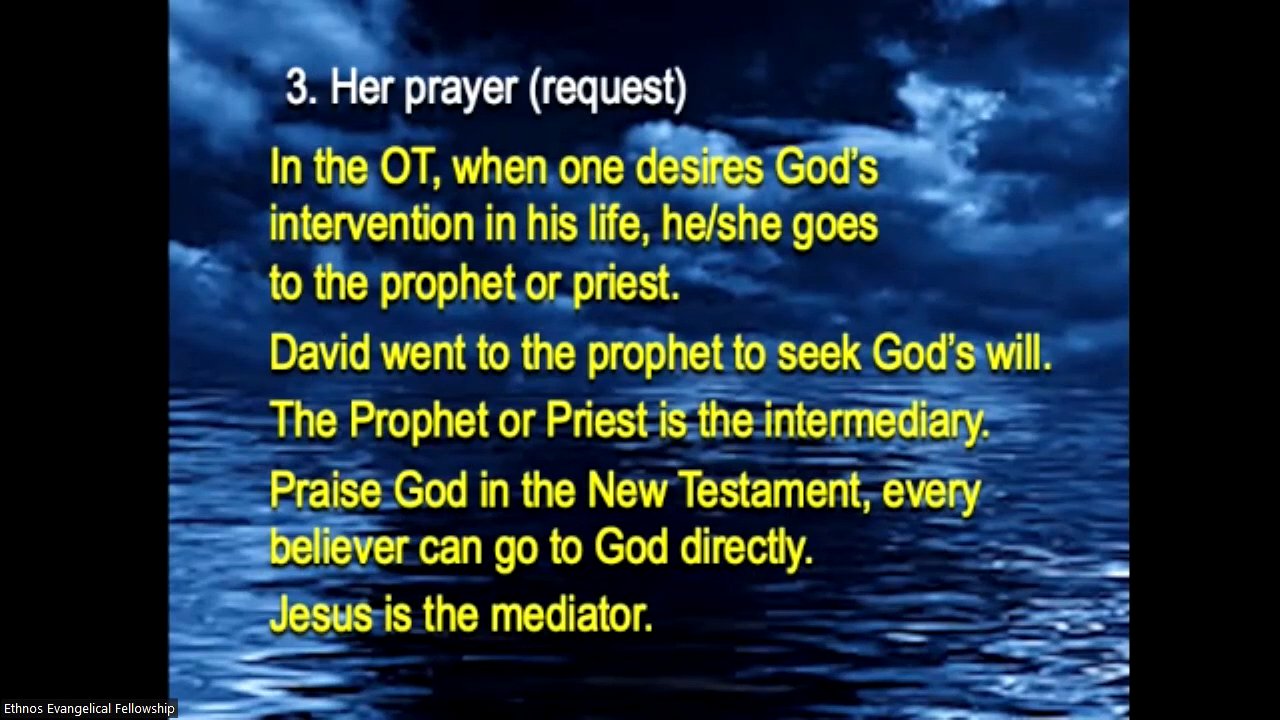 3. Her prayer (request)
In the OT, when one desires God’s
intervention in his life, he/she goes
to the prophet or priest.
David went to the prophet to seek God’s will.
The Prophet or Priest is the intermediary.
Praise God in the New Testament, every
believer can go to God directly.
Jesus is the mediator.
Ethnos Evangelical Fellowship